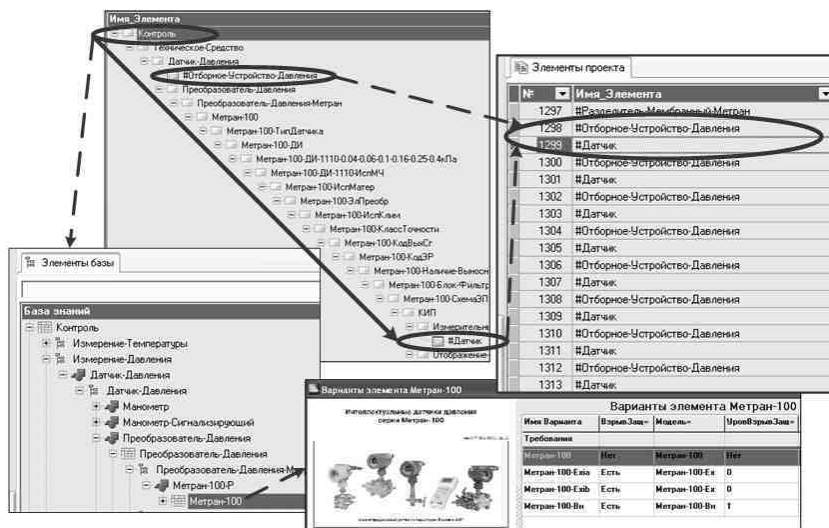 Имя_Элемента
Контроль
Техническое-Средство
Датчик-Давления
#Отборное-Устройство-Давления
Преобразователь-Давления
Преобразователь-Давления-Метран
Метран-100
Метран-100-ТипДатчика
Метран-100-ДИ
Метран-100-ДИ-1110-0.04-0.06-0.1-0.16-0.25-0.4кПа
Метран-100-ДИ-1110-ИспМЧ
Метран-100-ИспМатер
Метран-100-ЭлПреобр
Метран-100-ИспКлим
Метран-100-КлассТочности
Метран-100-КодВыхСг
Метран-100-КодЭР
Метран-100-Наличие-Выносн
Метран-100-Блок-Фильтр
Метран-100-СхемаЭП
КИП
Измерительн
#Датчик
Отображение-
Элементы проекта
№ Имя_Элемента
1297 #Разделитель-Мембранный-Метран
1298 #Отборное-Устройство-Давления
1299 #Датчик
1300 #Отборное-Устройство-Давления
1301 #Датчик
1302 #Отборное-Устройство-Давления
1303 #Датчик
1304 #Отборное-Устройство-Давления
1305 #Датчик
1306 #Отборное-Устройство-Давления
1307 #Датчик
1308 #Отборное-Устройство-Давления
1309 #Датчик
1310 #Отборное-Устройство-Давления
1311 #Датчик
1312 #Отборное-Устройство-Давления
1313 #Датчик
Элементы базы
База знаний
Контроль
Измерение-Температуры
Измерение-Давления
Датчик-Давления
Датчик-Давления
Манометр
Манометр-Сигнализирующий
Преобразователь-Давления
Преобразователь-Давления
Преобразователь-Давления-Ме
Метран-100-Р
Метран-100
Варианты элемента Метран-100
Интеллектуальные датчики давления
серии Метран-100
Варианты элемента Метран-100
Имя Варианта ВзрывЗащ= Модель= УровВзрывЗащ=
Требования
Метран-100 Нет Метран-100 Нет
Метран-100-Exia Есть Метран-100-Ex 0
Метран-100-Exib Есть Метран-100-Ex 0
Метран-100-Вн Есть Метран-100-Вн 1